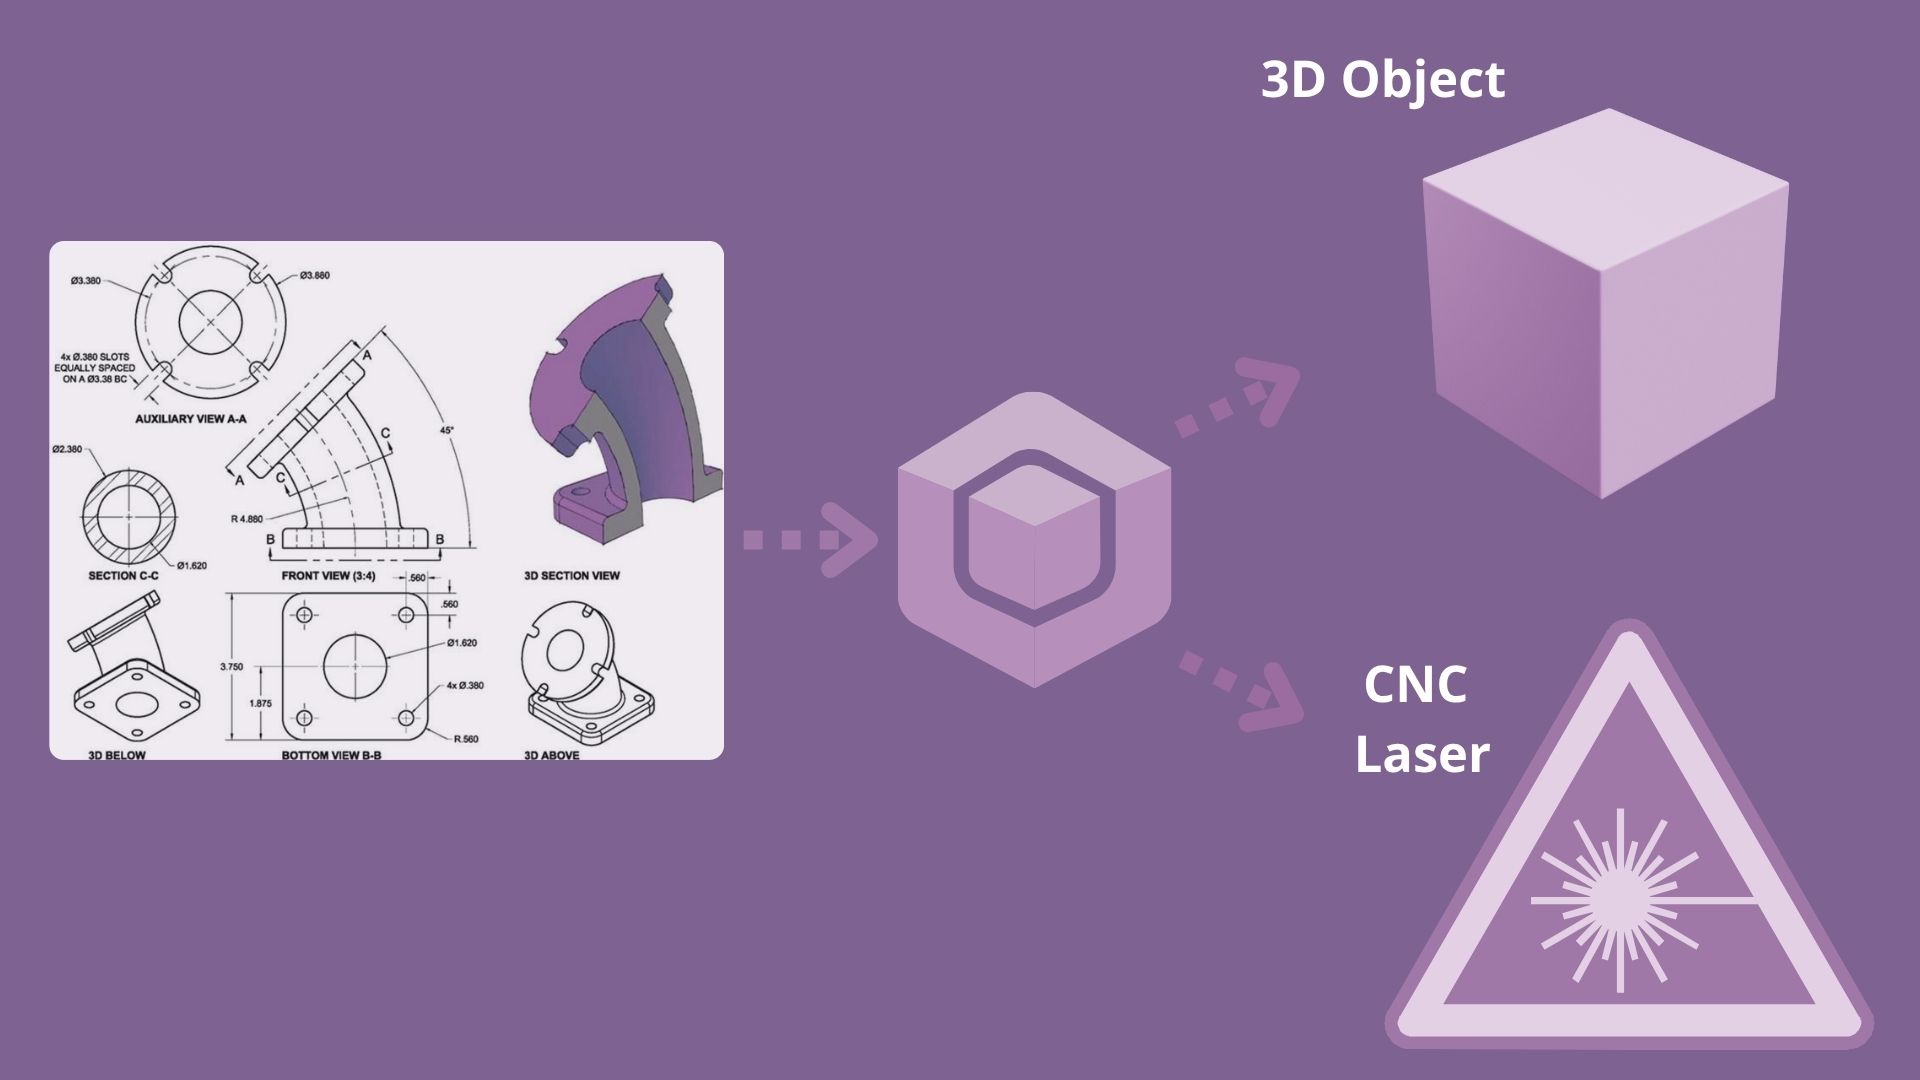 3D Object
Ø3.380
Ø3.880
4x Ø.380 SLOTS
EQUALLY SPACED
ON A Ø3.38 BC
AUXILIARY VIEW A-A
A
45°
C
Ø2.380
A
C
R 4.880
B
B
Ø1.620
SECTION C-C
FRONT VIEW (3:4)
.560
3D SECTION VIEW
.560
Ø1.620
3.750
4x Ø.380
1.875
R.560
3D BELOW
BOTTOM VIEW B-B
3D ABOVE
CNC
Laser